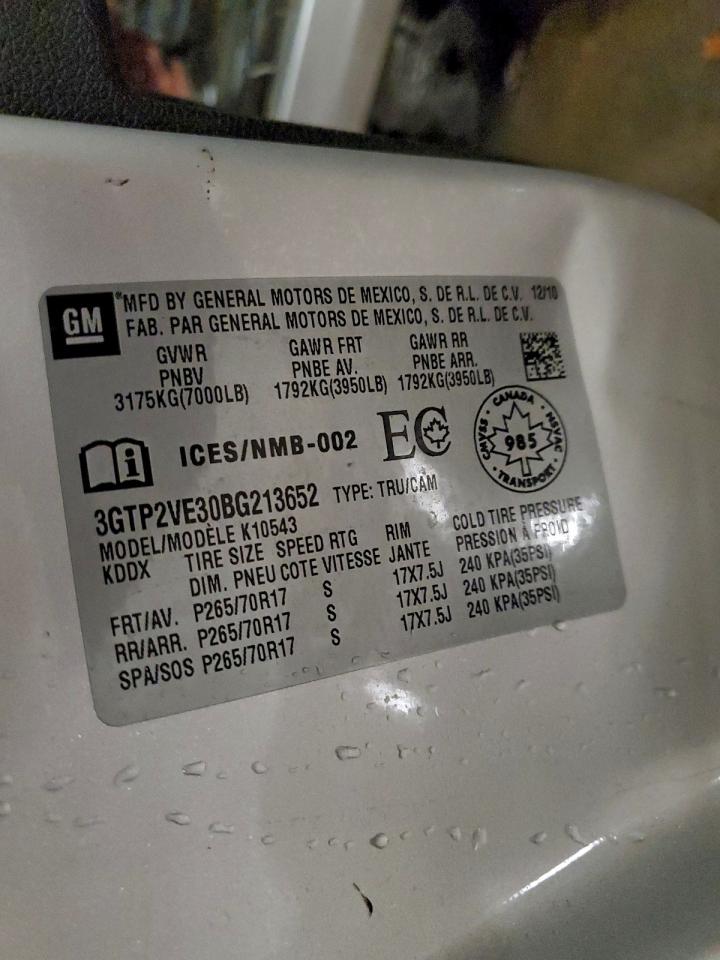 GM
*MFD BY GENERAL MOTORS DE MEXICO, S. DE R.L. DE C.V. 12/10
FAB. PAR GENERAL MOTORS DE MEXICO, S. DE R.L. DE C.V.
GVWR GAWR FRT GAWR RR
PNBV PNBE AV. PNBE ARR.
3175KG(7000LB) 1792KG(3950LB) 1792KG(3950LB)
ICES/NMB-002 EC
CANADA
CMVSS 985 NSVAC
TRANSPORT
3GTP2VE30BG213652 TYPE: TRU/CAM
MODEL/MODÈLE K10543
KDDX TIRE SIZE SPEED RTG RIM COLD TIRE PRESSURE
DIM. PNEU COTE VITESSE JANTE PRESSION À FROID
FRT/AV. P265/70R17 S 17X7.5J 240 KPA(35PSI)
RR/ARR. P265/70R17 S 17X7.5J 240 KPA(35PSI)
SPA/SOS P265/70R17 S 17X7.5J 240 KPA(35PSI)